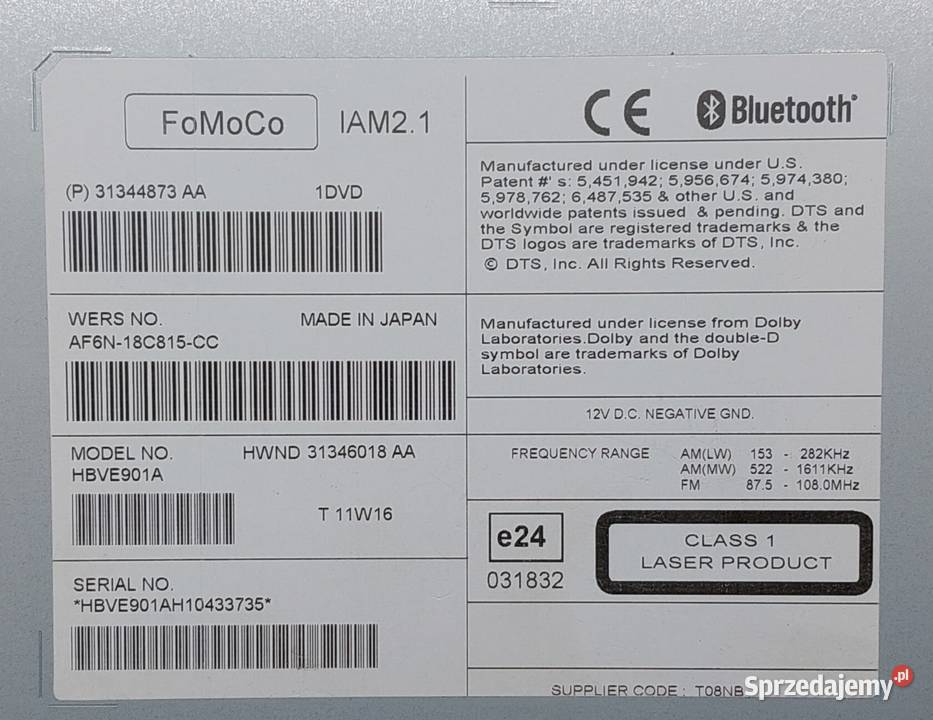 FoMoCo IAM2.1
(P) 31344873 AA 1DVD
WERS NO. MADE IN JAPAN
AF6N-18C815-CC
MODEL NO. HWND 31346018 AA
HBVE901A
T 11W16
SERIAL NO.
*HBVE901AH10433735*
CE Bluetooth®
Manufactured under license under U.S.
Patent #' s: 5,451,942; 5,956,674; 5,974,380;
5,978,762; 6,487,535 & other U.S. and
worldwide patents issued & pending. DTS and
the Symbol are registered trademarks & the
DTS logos are trademarks of DTS, Inc.
© DTS, Inc. All Rights Reserved.
Manufactured under license from Dolby
Laboratories.Dolby and the double-D
symbol are trademarks of Dolby
Laboratories.
12V D.C. NEGATIVE GND.
FREQUENCY RANGE AM(LW) 153 - 282KHz
AM(MW) 522 - 1611KHz
FM 87.5 - 108.0MHz
e24
031832
CLASS 1
LASER PRODUCT
SUPPLIER CODE :
Sprzedajemy.pl